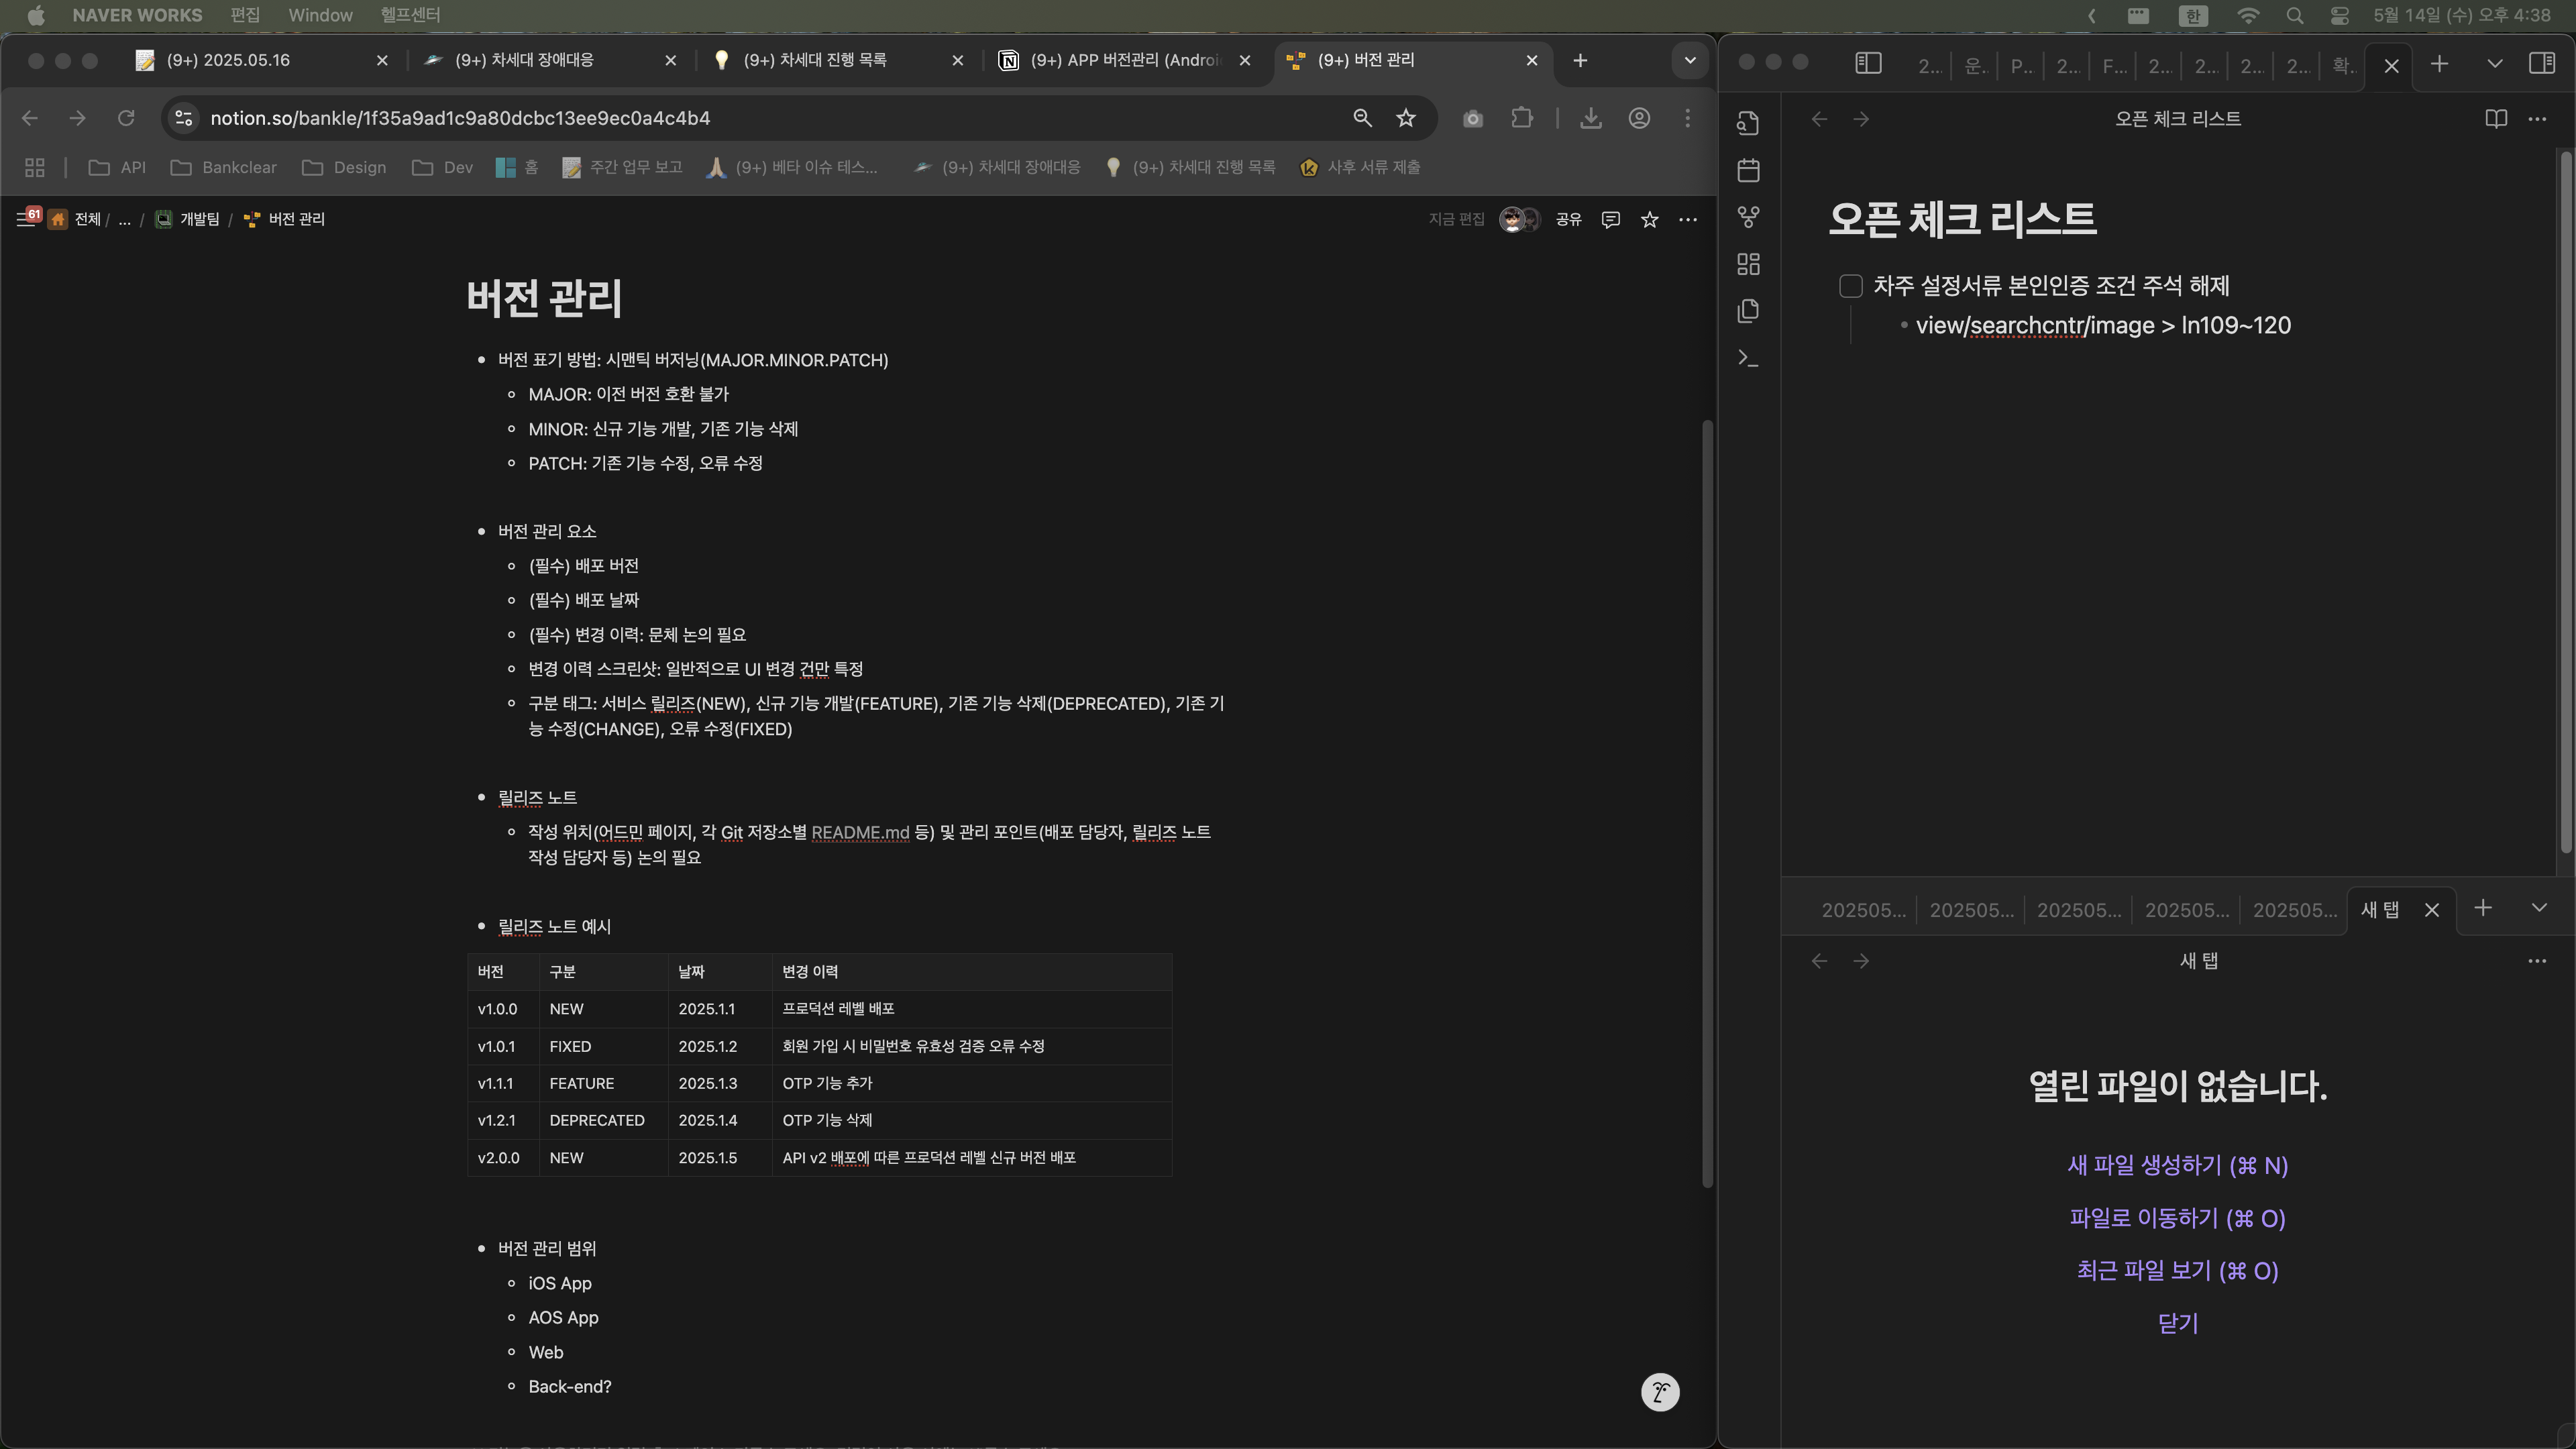 NAVER WORKS 편집 Window 헬프센터
한 5월 14일 (수) 오후 4:38
(9+) 2025.05.16
(9+) 차세대 장애대응
(9+) 차세대 진행 목록
(9+) APP 버전관리 (Androi
(9+) 버전 관리
notion.so/bankle/1f35a9ad1c9a80dcbc13ee9ec0a4c4b4
API
Bankclear
Design
Dev
홈
주간 업무 보고
(9+) 베타 이슈 테스...
(9+) 차세대 장애대응
(9+) 차세대 진행 목록
사후 서류 제출
61 전체 / ... / 개발팀 / 버전 관리
지금 편집 공유
버전 관리
버전 표기 방법: 시맨틱 버저닝(MAJOR.MINOR.PATCH)
MAJOR: 이전 버전 호환 불가
MINOR: 신규 기능 개발, 기존 기능 삭제
PATCH: 기존 기능 수정, 오류 수정
버전 관리 요소
(필수) 배포 버전
(필수) 배포 날짜
(필수) 변경 이력: 문체 논의 필요
변경 이력 스크린샷: 일반적으로 UI 변경 건만 특정
구분 태그: 서비스 릴리즈(NEW), 신규 기능 개발(FEATURE), 기존 기능 삭제(DEPRECATED), 기존 기
능 수정(CHANGE), 오류 수정(FIXED)
릴리즈 노트
작성 위치(어드민 페이지, 각 Git 저장소별 README.md 등) 및 관리 포인트(배포 담당자, 릴리즈 노트
작성 담당자 등) 논의 필요
릴리즈 노트 예시
버전 구분 날짜 변경 이력
v1.0.0 NEW 2025.1.1 프로덕션 레벨 배포
v1.0.1 FIXED 2025.1.2 회원 가입 시 비밀번호 유효성 검증 오류 수정
v1.1.1 FEATURE 2025.1.3 OTP 기능 추가
v1.2.1 DEPRECATED 2025.1.4 OTP 기능 삭제
v2.0.0 NEW 2025.1.5 API v2 배포에 따른 프로덕션 레벨 신규 버전 배포
버전 관리 범위
iOS App
AOS App
Web
Back-end?
2... 운.. P... 2... F... 2... 2... 2... 2... 확..
오픈 체크 리스트
오픈 체크 리스트
차주 설정서류 본인인증 조건 주석 해제
view/searchcntr/image > ln109~120
202505... 202505... 202505... 202505... 202505... 새 탭
새 탭
열린 파일이 없습니다.
새 파일 생성하기 (⌘ N)
파일로 이동하기 (⌘ O)
최근 파일 보기 (⌘ O)
닫기